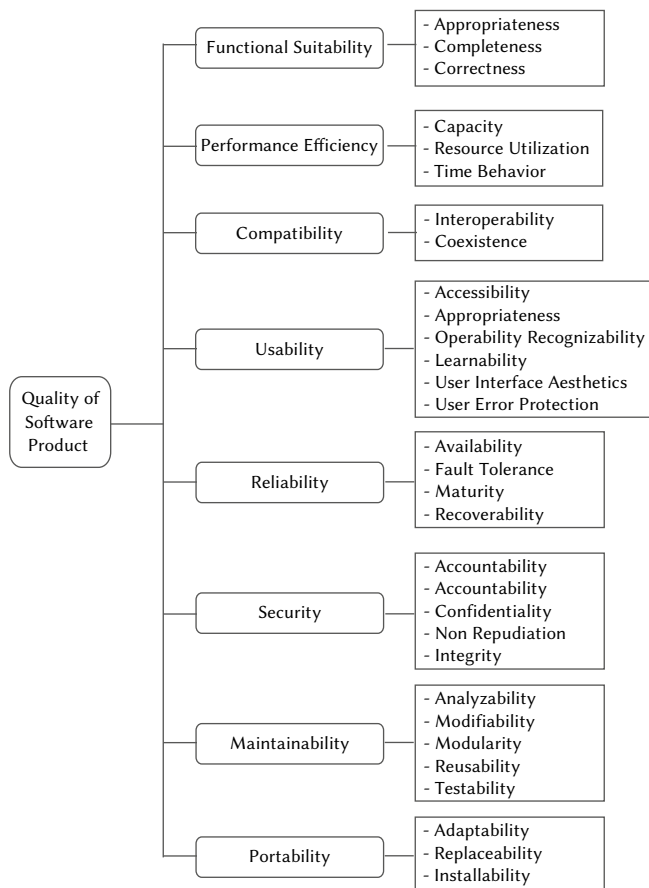 Quality of
Software
Product
Functional Suitability
- Appropriateness
- Completeness
- Correctness
Performance Efficiency
- Capacity
- Resource Utilization
- Time Behavior
Compatibility
- Interoperability
- Coexistence
Usability
- Accessibility
- Appropriateness
- Operability Recognizability
- Learnability
- User Interface Aesthetics
- User Error Protection
Reliability
- Availability
- Fault Tolerance
- Maturity
- Recoverability
Security
- Accountability
- Accountability
- Confidentiality
- Non Repudiation
- Integrity
Maintainability
- Analyzability
- Modifiability
- Modularity
- Reusability
- Testability
Portability
- Adaptability
- Replaceability
- Installability